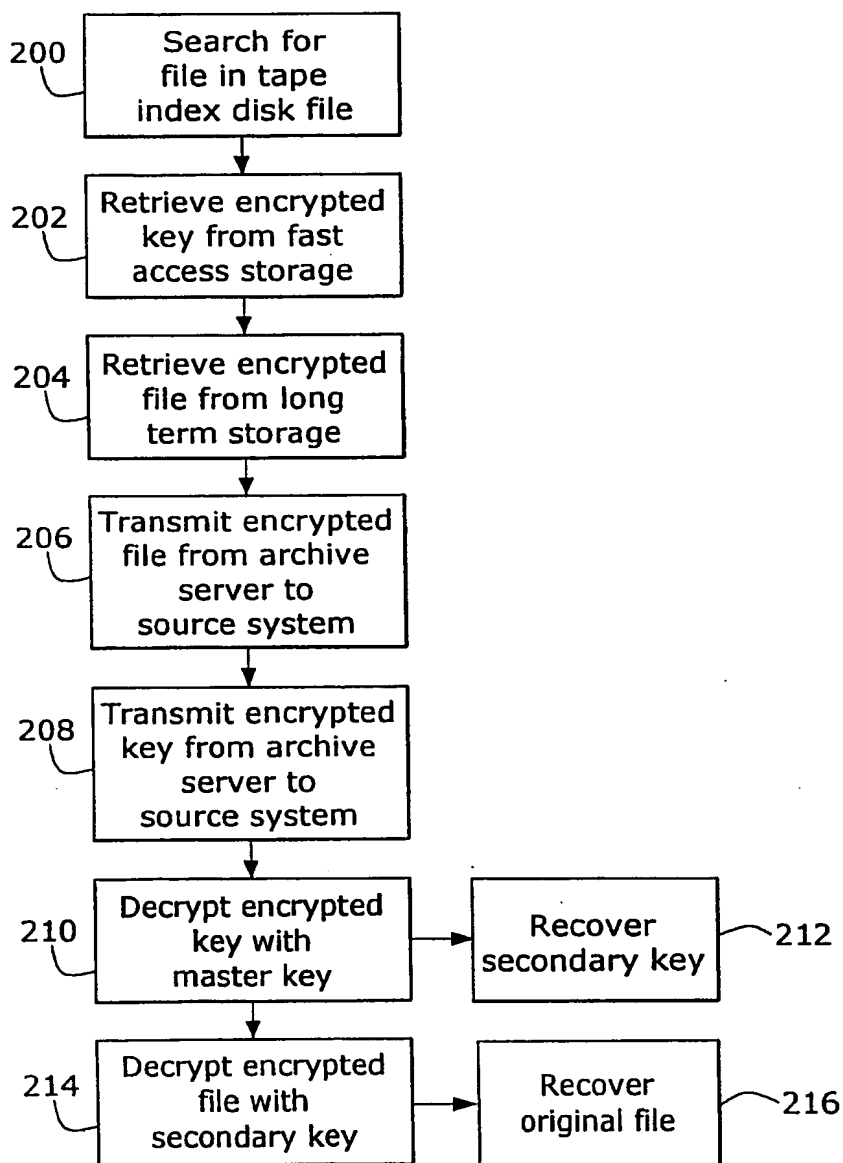 200
Search for
file in tape
index disk file
202
Retrieve encrypted
key from fast
access storage
204
Retrieve encrypted
file from long
term storage
206
Transmit encrypted
file from archive
server to
source system
208
Transmit encrypted
key from archive
server to
source system
210
Decrypt encrypted
key with
master key
Recover
secondary key
212
214
Decrypt encrypted
file with
secondary key
Recover
original file
216